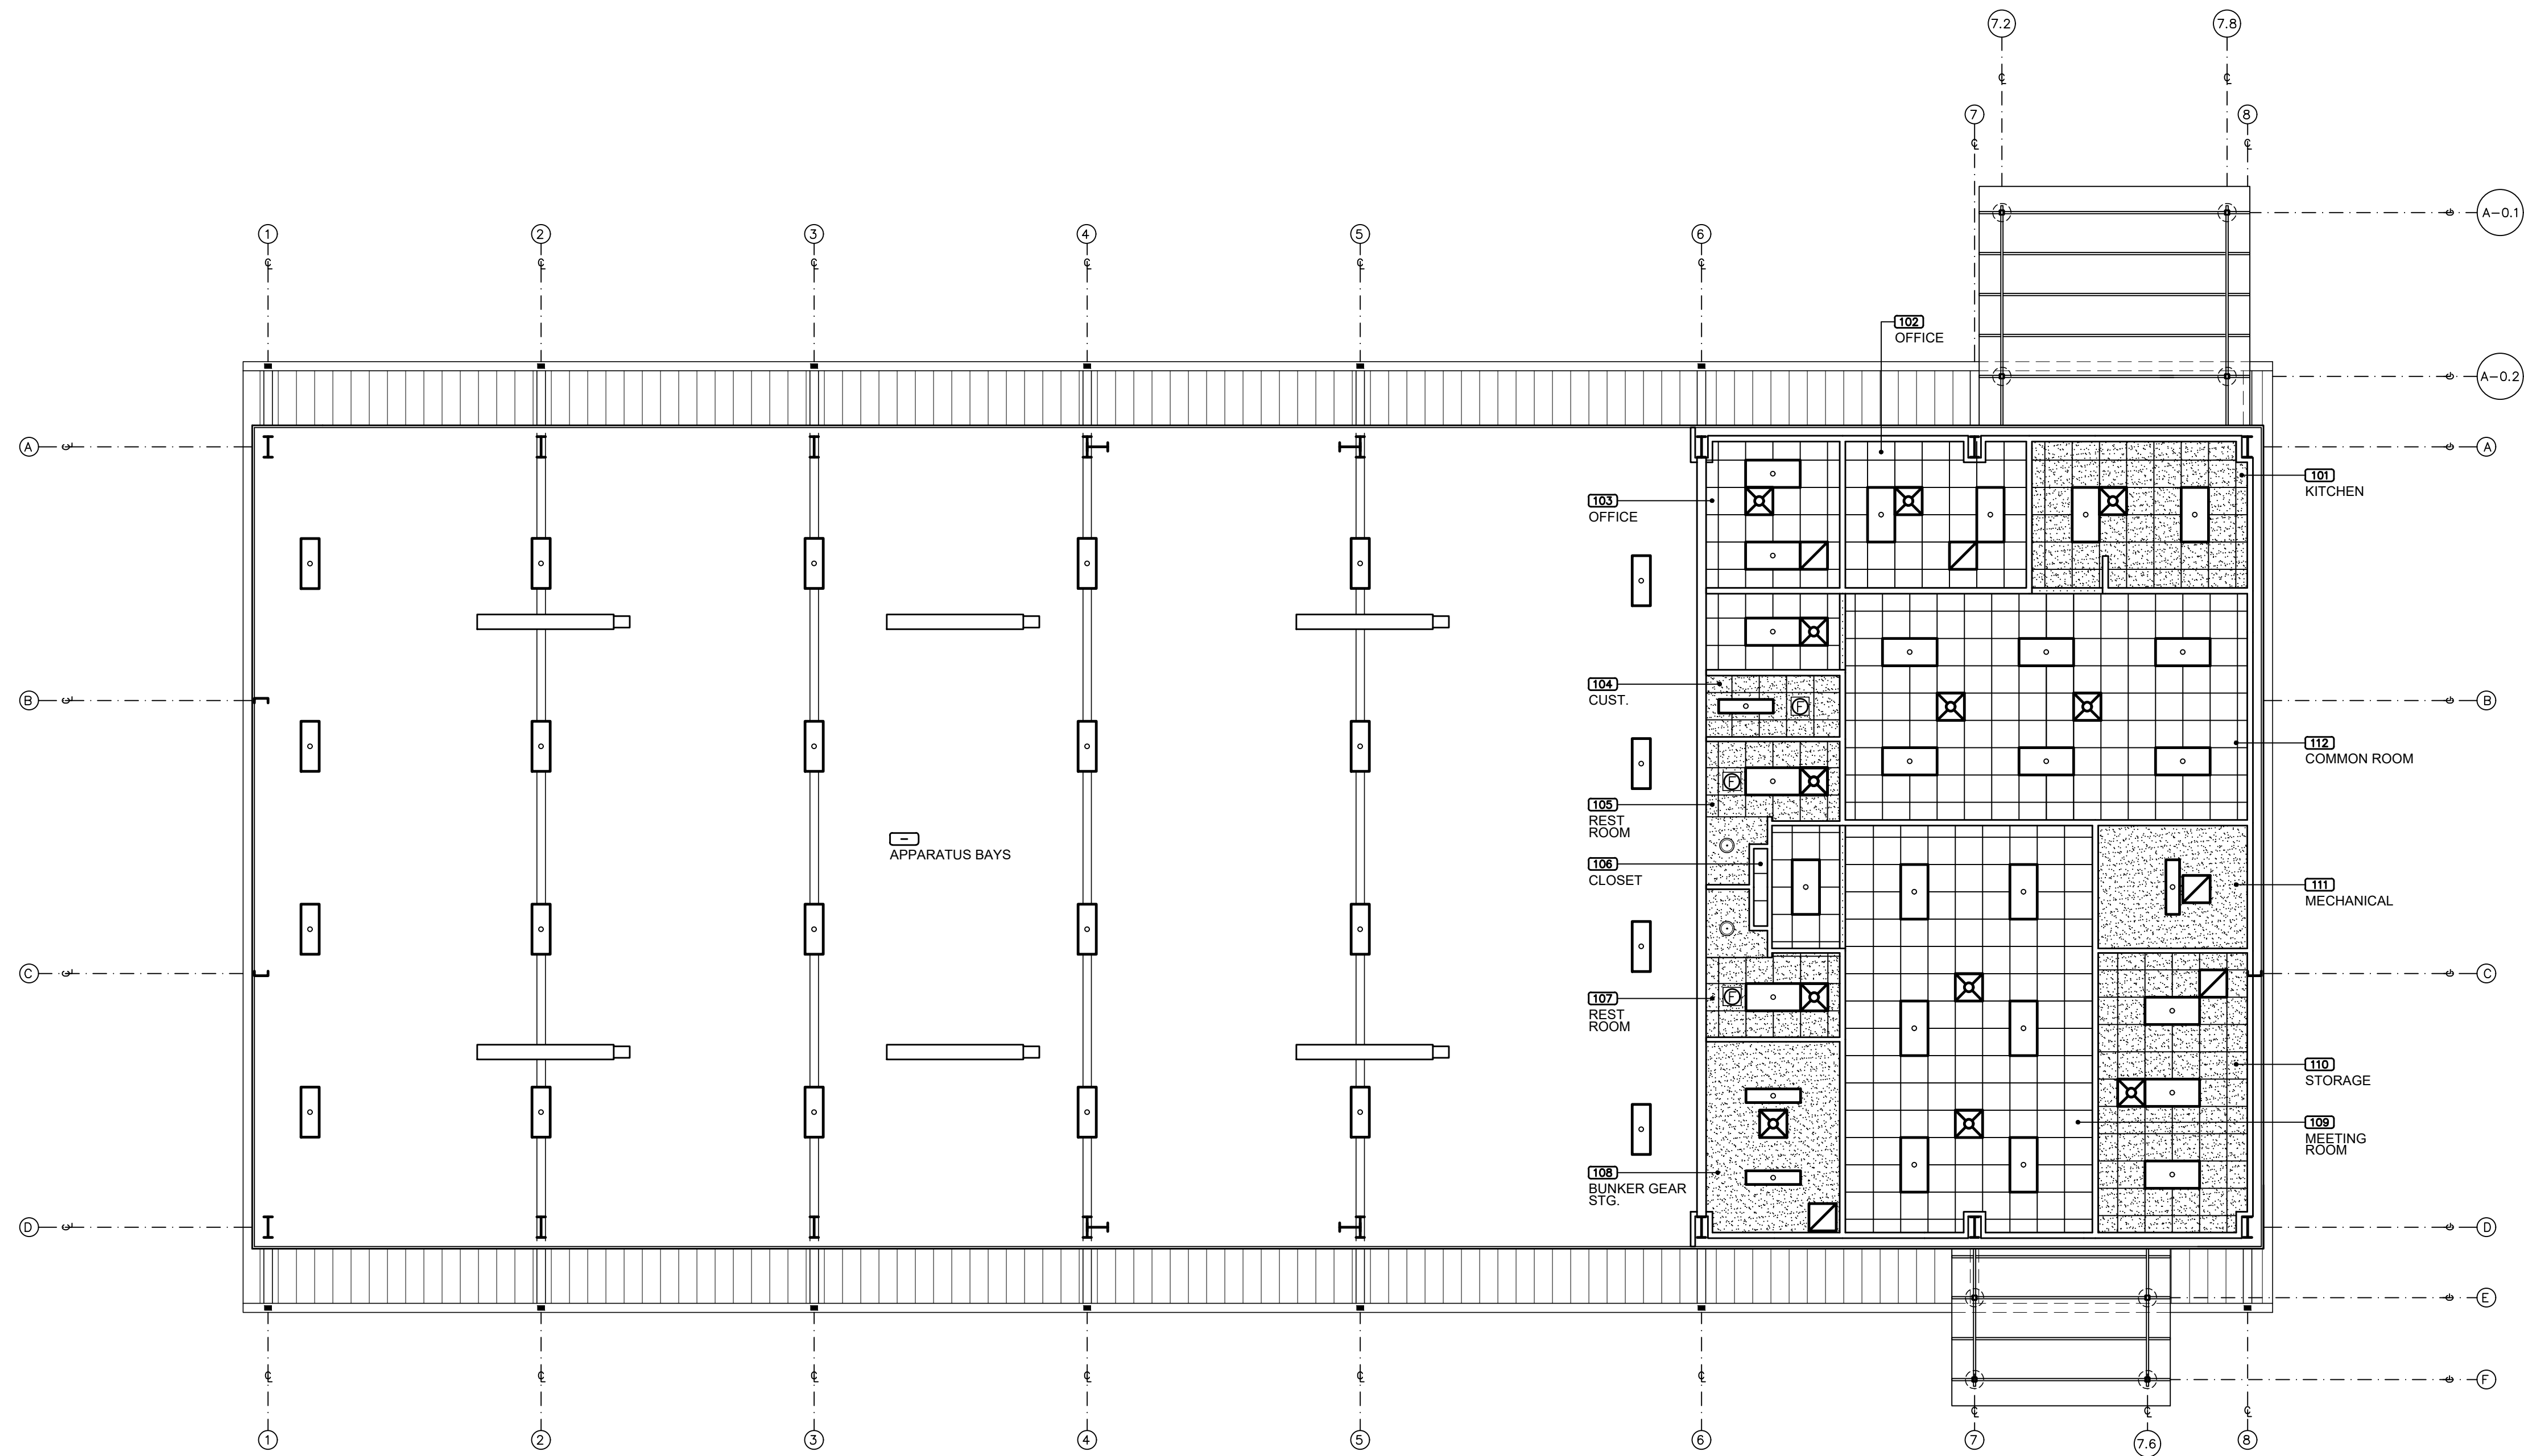 7.2
7.8
℄
℄
7
8
℄
℄
A-0.1
1
2
3
4
5
6
℄
℄
℄
℄
℄
℄
℄
102
OFFICE
A-0.2
℄
A
℄
℄
A
101
KITCHEN
103
OFFICE
104
CUST.
F
B
℄
℄
B
112
COMMON ROOM
F
105
REST
ROOM
-
APPARATUS BAYS
106
CLOSET
111
MECHANICAL
C
℄
℄
C
107
REST
ROOM
F
110
STORAGE
109
MEETING
ROOM
108
BUNKER GEAR
STG.
D
℄
℄
D
℄
E
℄
℄
℄
℄
℄
℄
℄
F
℄
℄
℄
1
2
3
4
5
6
7
7.6
8